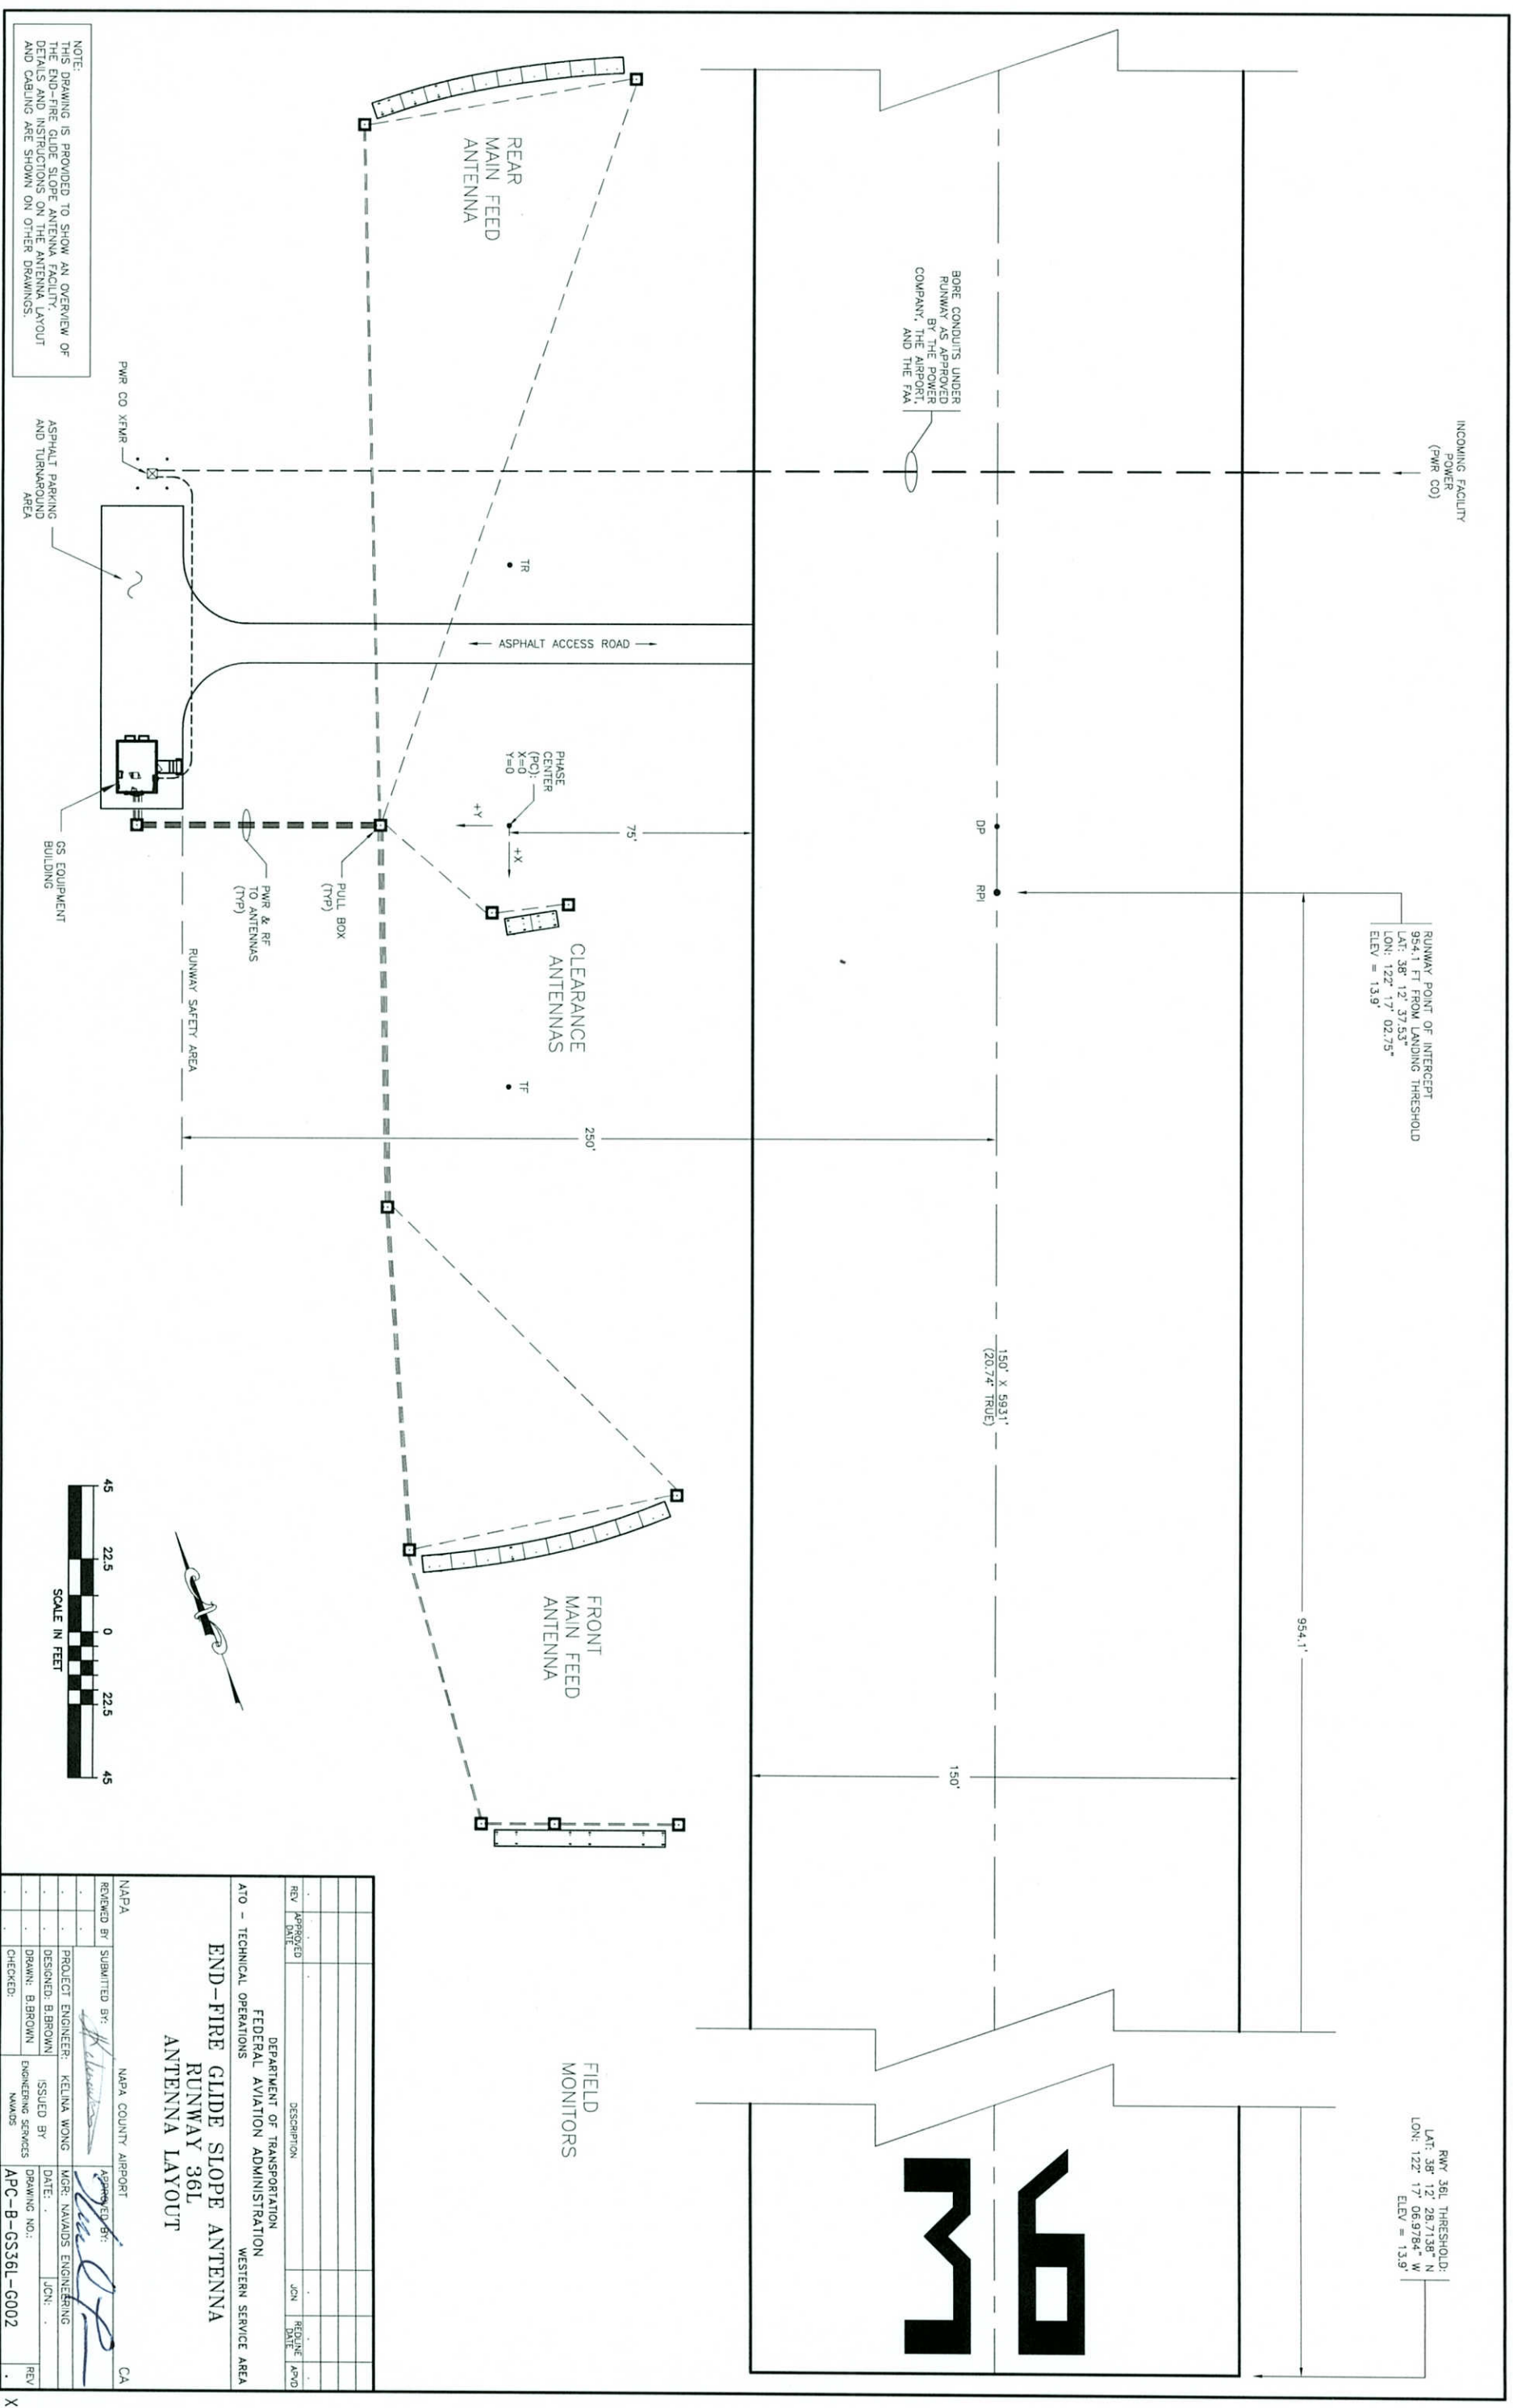 INCOMING FACILITY
POWER
(PWR CO)
RUNWAY POINT OF INTERCEPT
954.1 FT FROM LANDING THRESHOLD
LAT: 38° 12' 37.53"
LON: 122° 17' 02.75"
ELEV = 13.9'
RWY 36L THRESHOLD:
LAT: 38° 12' 28.7138" N
LON: 122° 17' 06.9784" W
ELEV = 13.9'
954.1'
BORE CONDUITS UNDER
RUNWAY AS APPROVED
BY THE POWER
COMPANY, THE AIRPORT,
AND THE FAA
DP
RPI
150' X 5931'
(20.74° TRUE)
150'
36
75'
250'
REAR
MAIN FEED
ANTENNA
TR
ASPHALT ACCESS ROAD
PHASE
CENTER
(PC):
X=0
Y=0
+X
+Y
CLEARANCE
ANTENNAS
TF
FRONT
MAIN FEED
ANTENNA
FIELD
MONITORS
PULL BOX
(TYP)
PWR & RF
TO ANTENNAS
(TYP)
RUNWAY SAFETY AREA
PWR CO XFMR
ASPHALT PARKING
AND TURNAROUND
AREA
GS EQUIPMENT
BUILDING
NOTE:
THIS DRAWING IS PROVIDED TO SHOW AN OVERVIEW OF
THE END-FIRE GLIDE SLOPE ANTENNA FACILITY.
DETAILS AND INSTRUCTIONS ON THE ANTENNA LAYOUT
AND CABLING ARE SHOWN ON OTHER DRAWINGS.
45 22.5 0 22.5 45
SCALE IN FEET
REV APPROVED DATE DESCRIPTION JCN REDLINE DATE APVD
DEPARTMENT OF TRANSPORTATION
FEDERAL AVIATION ADMINISTRATION
ATO - TECHNICAL OPERATIONS WESTERN SERVICE AREA
END-FIRE GLIDE SLOPE ANTENNA
RUNWAY 36L
ANTENNA LAYOUT
NAPA NAPA COUNTY AIRPORT CA
REVIEWED BY SUBMITTED BY: APPROVED BY:
PROJECT ENGINEER: KELINA WONG MGR: NAVAIDS ENGINEERING
DESIGNED: B.BROWN ISSUED BY DATE: JCN:
DRAWN: B.BROWN ENGINEERING SERVICES DRAWING NO.: REV
CHECKED: NAVAIDS APC-B-GS36L-G002
X